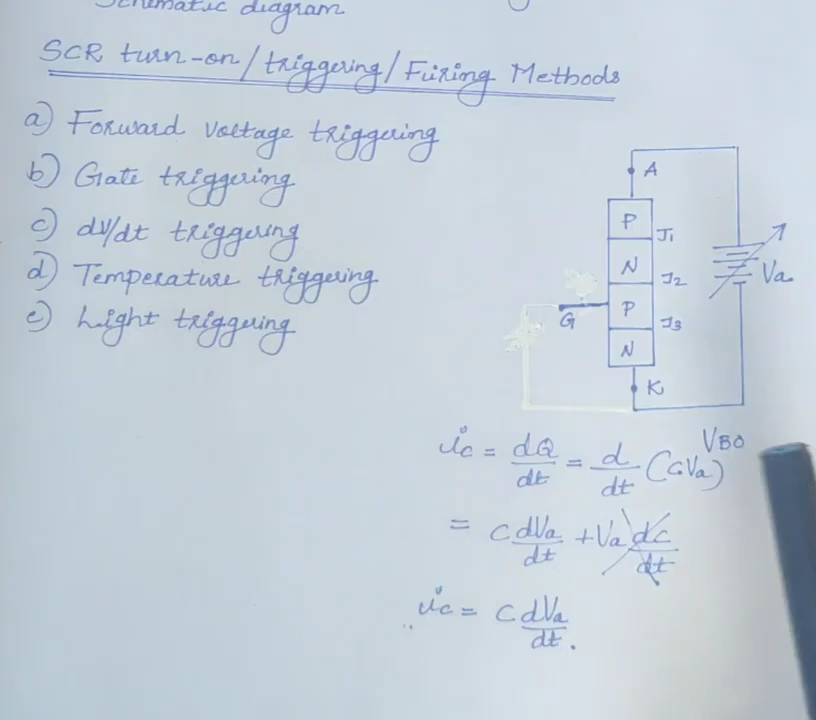 Schematic diagram
SCR turn-on/triggering/Firing Methods
a) Forward Voltage triggering
b) Gate triggering
c) dV/dt triggering
d) Temperature triggering
e) Light triggering
A
P
J1
N
J2
Va
G
P
J3
N
K
ic = dQ/dt = d/dt (CVa)
VBO
= C dVa/dt + Va dc/dt
ic = C dVa/dt.